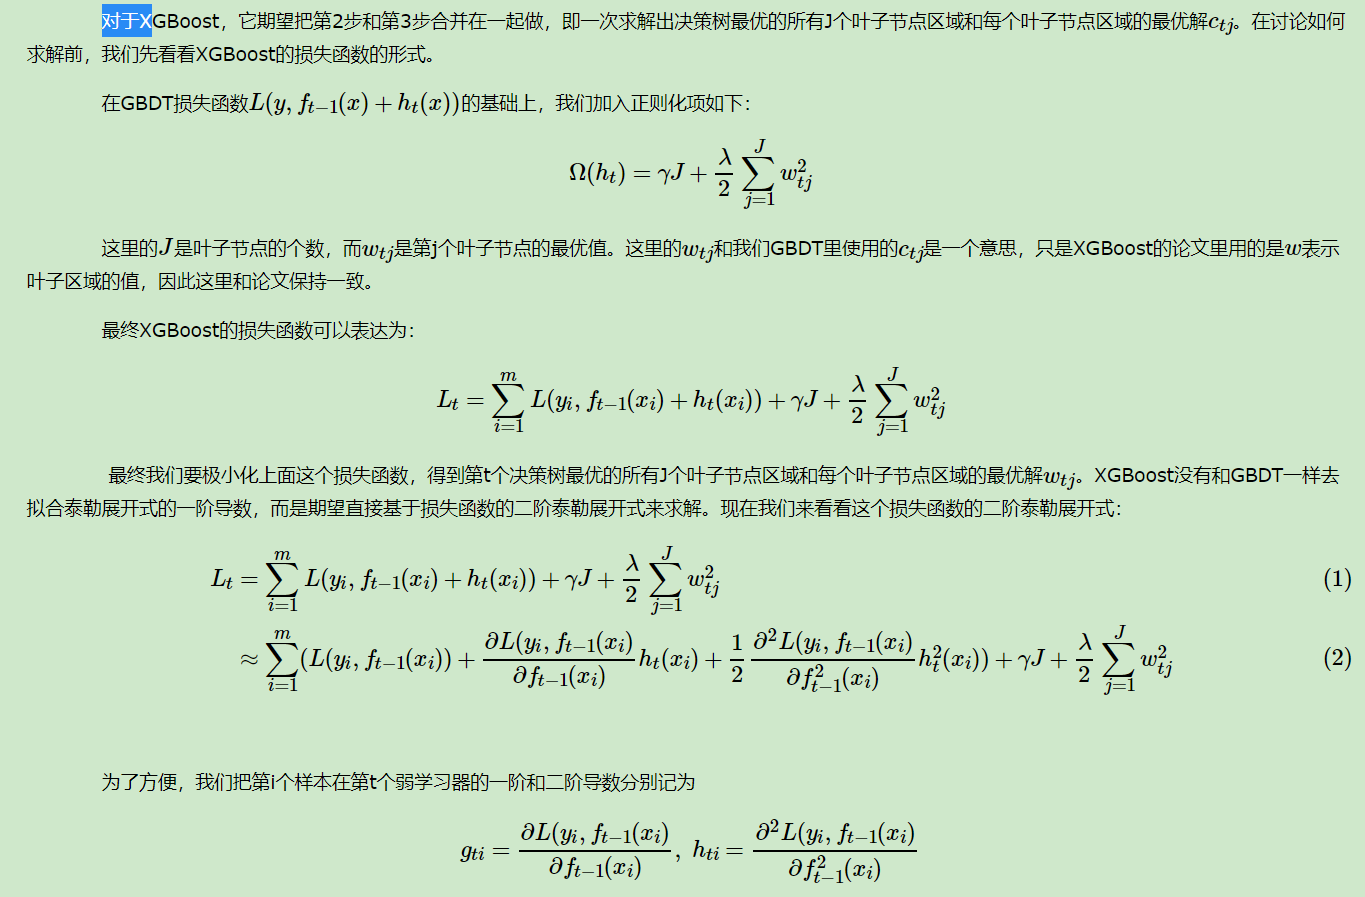 对于XGBoost，它期望把第2步和第3步合并在一起做，即一次求解出决策树最优的所有J个叶子节点区域和每个叶子节点区域的最优解$c_{tj}$。在讨论如何
求解前，我们先看看XGBoost的损失函数的形式。
在GBDT损失函数$L(y, f_{t-1}(x) + h_t(x))$的基础上，我们加入正则化项如下：
$\Omega(h_t) = \gamma J + \frac{\lambda}{2} \sum_{j=1}^{J} w_{tj}^2$
这里的$J$是叶子节点的个数，而$w_{tj}$是第j个叶子节点的最优值。这里的$w_{tj}$和我们GBDT里使用的$c_{tj}$是一个意思，只是XGBoost的论文里用的是$w$表示
叶子区域的值，因此这里和论文保持一致。
最终XGBoost的损失函数可以表达为：
$L_t = \sum_{i=1}^{m} L(y_i, f_{t-1}(x_i) + h_t(x_i)) + \gamma J + \frac{\lambda}{2} \sum_{j=1}^{J} w_{tj}^2$
最终我们要极小化上面这个损失函数，得到第t个决策树最优的所有J个叶子节点区域和每个叶子节点区域的最优解$w_{tj}$。XGBoost没有和GBDT一样去
拟合泰勒展开式的一阶导数，而是期望直接基于损失函数的二阶泰勒展开式来求解。现在我们来看看这个损失函数的二阶泰勒展开式：
$L_t = \sum_{i=1}^{m} L(y_i, f_{t-1}(x_i) + h_t(x_i)) + \gamma J + \frac{\lambda}{2} \sum_{j=1}^{J} w_{tj}^2$ (1)
$\approx \sum_{i=1}^{m} (L(y_i, f_{t-1}(x_i)) + \frac{\partial L(y_i, f_{t-1}(x_i)}{\partial f_{t-1}(x_i)} h_t(x_i) + \frac{1}{2} \frac{\partial^2 L(y_i, f_{t-1}(x_i)}{\partial f_{t-1}^2(x_i)} h_t^2(x_i)) + \gamma J + \frac{\lambda}{2} \sum_{j=1}^{J} w_{tj}^2$ (2)
为了方便，我们把第i个样本在第t个弱学习器的一阶和二阶导数分别记为
$g_{ti} = \frac{\partial L(y_i, f_{t-1}(x_i)}{\partial f_{t-1}(x_i)}, \; h_{ti} = \frac{\partial^2 L(y_i, f_{t-1}(x_i)}{\partial f_{t-1}^2(x_i)}$